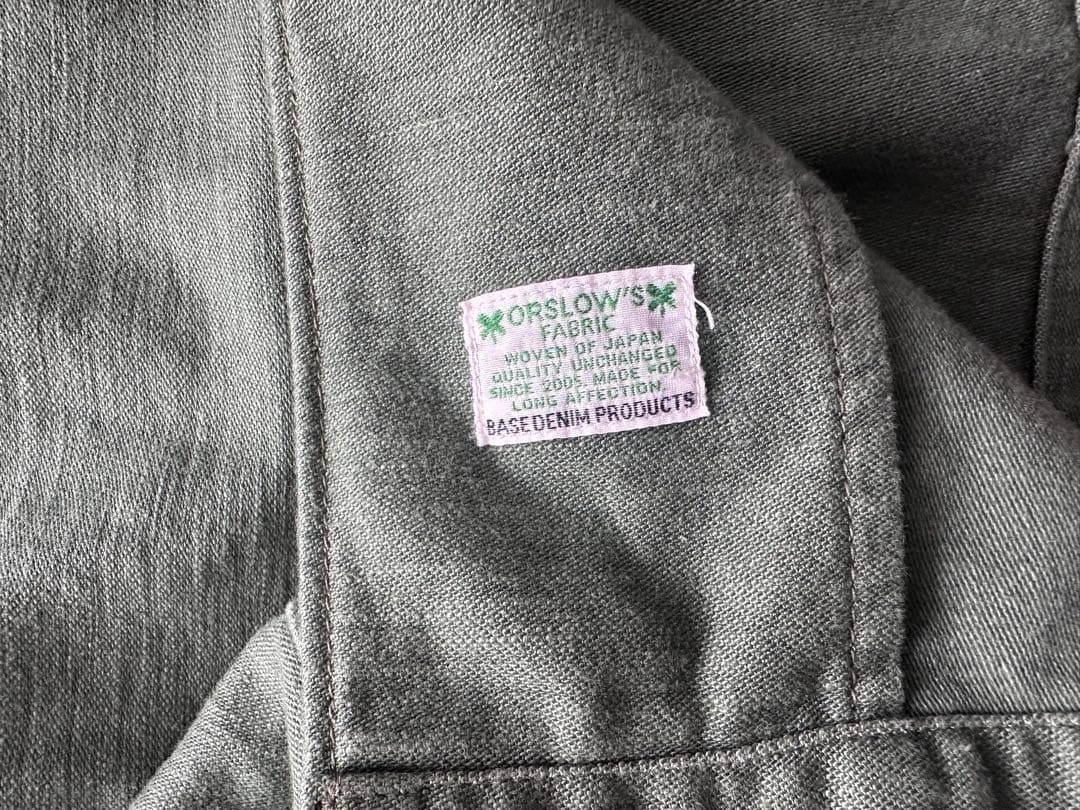 ORSLOW'S
FABRIC
WOVEN OF JAPAN
QUALITY UNCHANGED
SINCE 2005 MADE FOR
LONG AFFECTION
BASE DENIM PRODUCTS